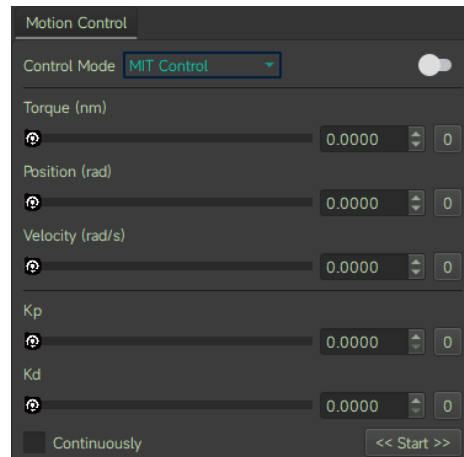 Motion Control
Control Mode MIT Control
Torque (nm)
0.0000 0
Position (rad)
0.0000 0
Velocity (rad/s)
0.0000 0
Kp
0.0000 0
Kd
0.0000 0
Continuously << Start >>